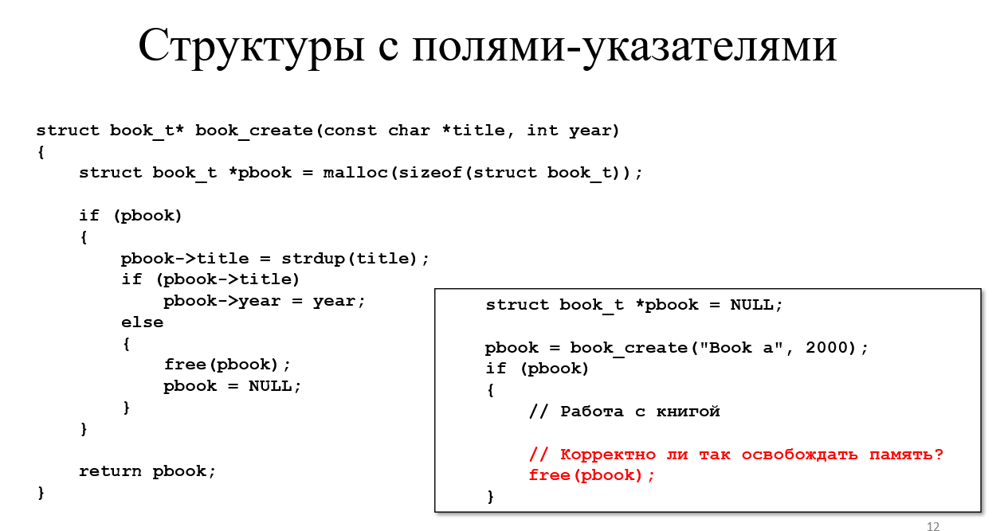 Структуры с полями-указателями
struct book_t* book_create(const char *title, int year)
{
    struct book_t *pbook = malloc(sizeof(struct book_t));

    if (pbook)
    {
        pbook->title = strdup(title);
        if (pbook->title)
            pbook->year = year;
        else
        {
            free(pbook);
            pbook = NULL;
        }
    }

    return pbook;
}
struct book_t *pbook = NULL;

pbook = book_create("Book a", 2000);
if (pbook)
{
    // Работа с книгой

    // Корректно ли так освобождать память?
    free(pbook);
}
12